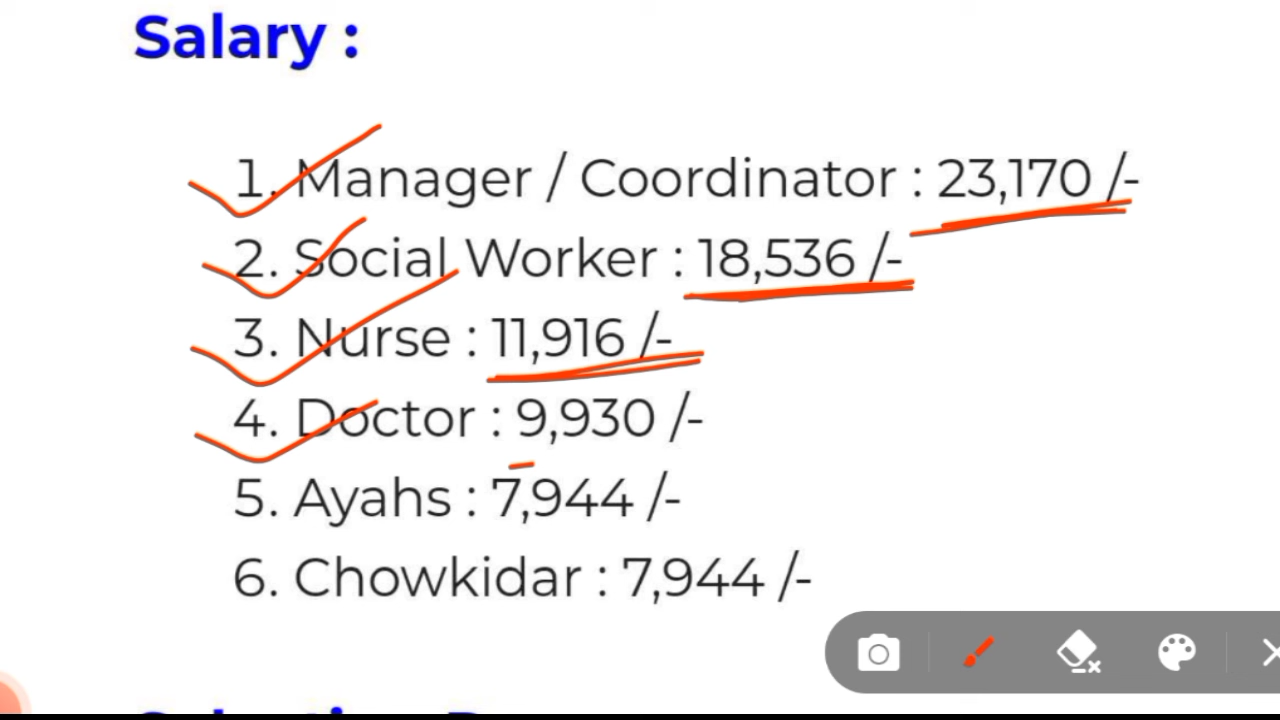 Salary :
1. Manager / Coordinator : 23,170 /-
2. Social Worker : 18,536 /-
3. Nurse : 11,916 /-
4. Doctor : 9,930 /-
5. Ayahs : 7,944 /-
6. Chowkidar : 7,944 /-